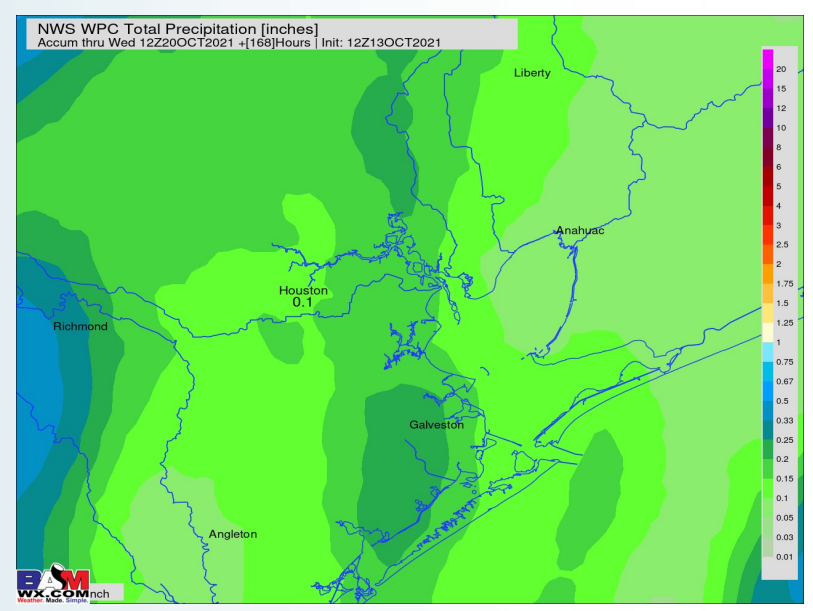 NWS WPC Total Precipitation [inches]
Accum thru Wed 12Z20OCT2021 +[168]Hours | Init: 12Z13OCT2021
Liberty
Anahuac
Houston
0.1
Richmond
Galveston
Angleton
20
15
12
10
8
6
5
4
3
2.5
2
1.75
1.5
1.25
1
0.75
0.67
0.5
0.33
0.25
0.2
0.15
0.1
0.05
0.03
0.01
BAM
WX.COM
nch
Weather. Made. Simple.